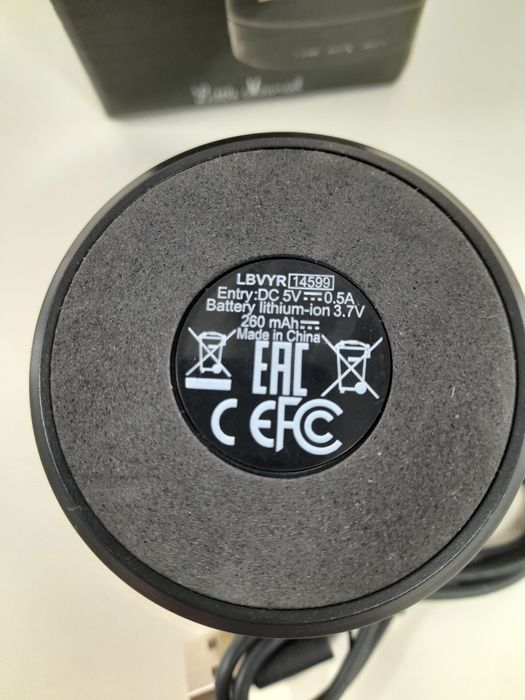 LBVYR 14599
Entry:DC 5V⎓0.5A
Battery lithium-ion 3.7V
260 mAh⎓
Made in China
EAC
CE FC